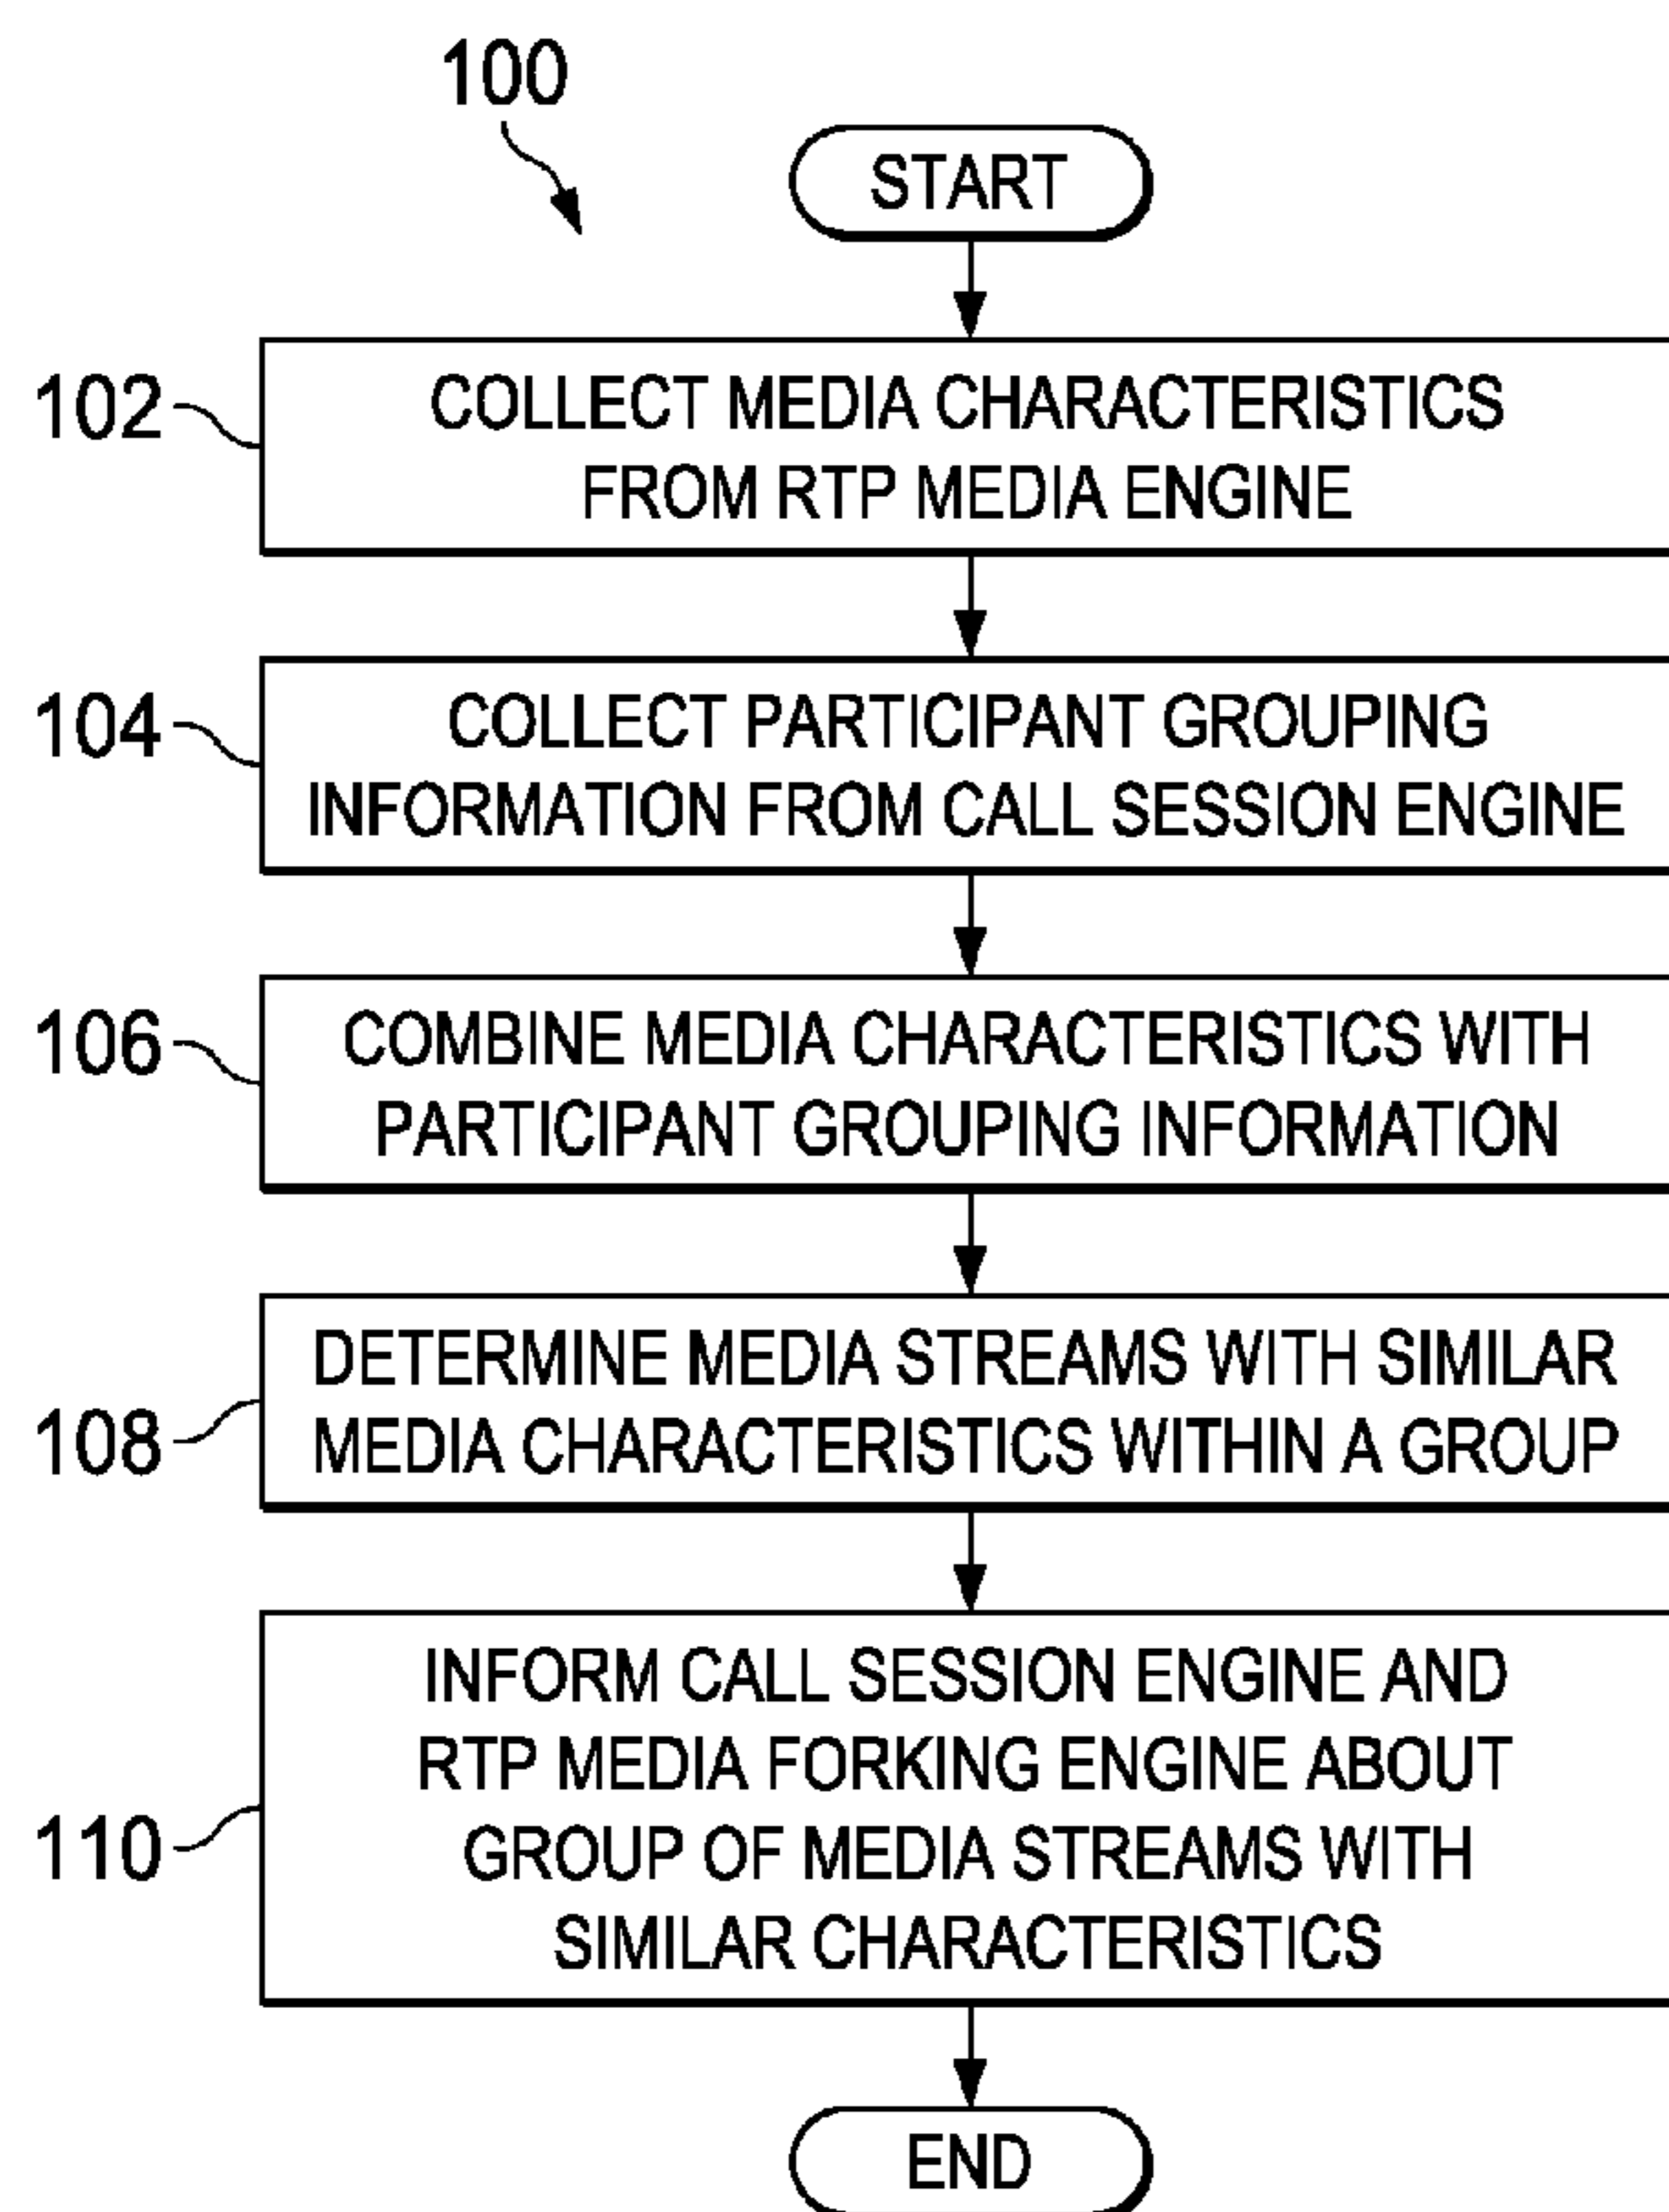 100
START
102
COLLECT MEDIA CHARACTERISTICS
FROM RTP MEDIA ENGINE
104
COLLECT PARTICIPANT GROUPING
INFORMATION FROM CALL SESSION ENGINE
106
COMBINE MEDIA CHARACTERISTICS WITH
PARTICIPANT GROUPING INFORMATION
108
DETERMINE MEDIA STREAMS WITH SIMILAR
MEDIA CHARACTERISTICS WITHIN A GROUP
110
INFORM CALL SESSION ENGINE AND
RTP MEDIA FORKING ENGINE ABOUT
GROUP OF MEDIA STREAMS WITH
SIMILAR CHARACTERISTICS
END